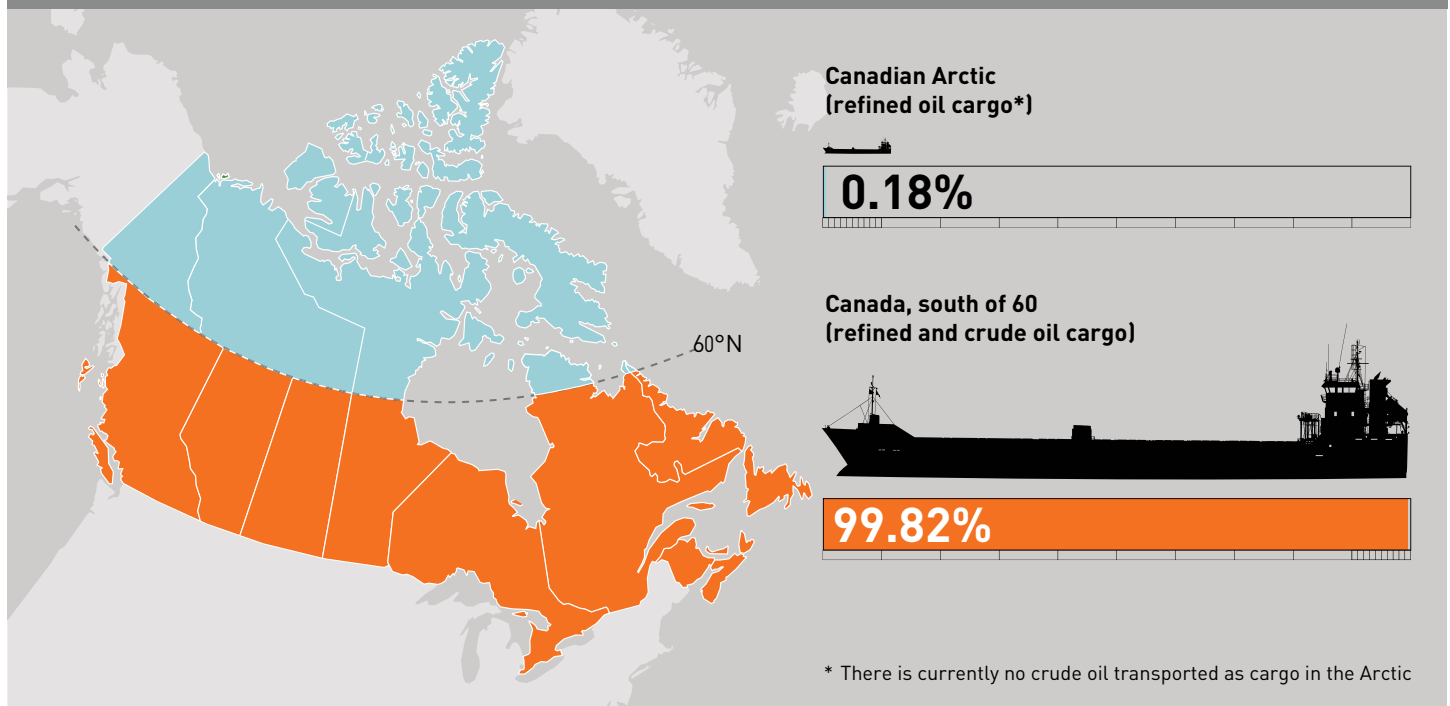 Canadian Arctic
(refined oil cargo*)
0.18%
Canada, south of 60
(refined and crude oil cargo)
60°N
99.82%
* There is currently no crude oil transported as cargo in the Arctic